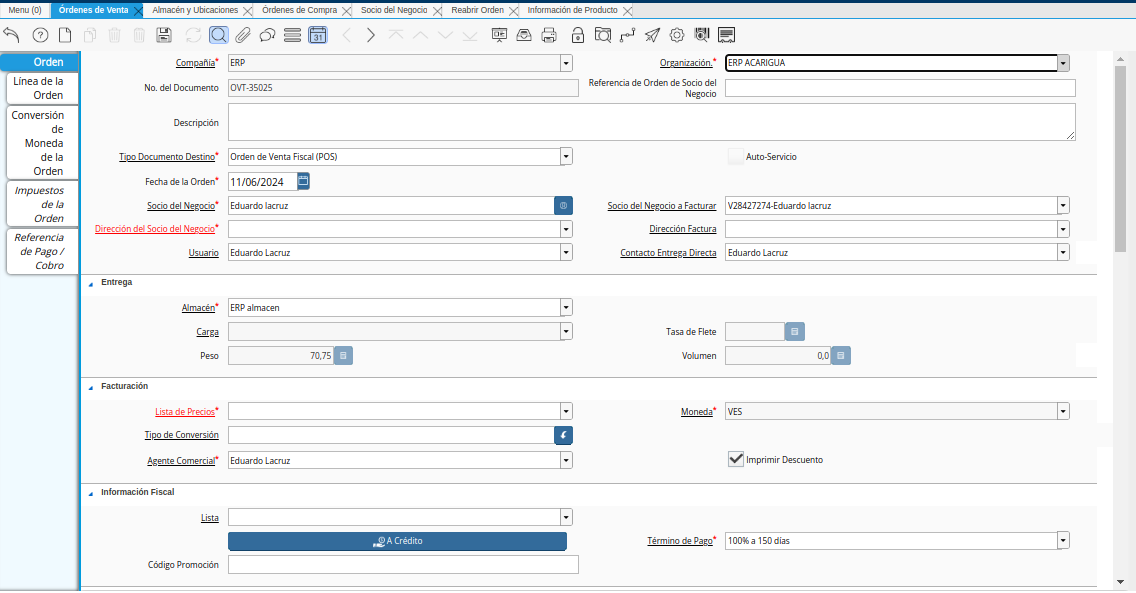 Menu (0) Órdenes de Venta Almacén y Ubicaciones Órdenes de Compra Socio del Negocio Reabrir Orden Información de Producto
31
Orden
Línea de la
Orden
Conversión
de
Moneda
de la
Orden
Impuestos
de la
Orden
Referencia
de Pago /
Cobro
Compañía* ERP Organización.* ERP ACARIGUA
No. del Documento OVT-35025 Referencia de Orden de Socio del
Negocio
Descripción
Tipo Documento Destino* Orden de Venta Fiscal (POS) Auto-Servicio
Fecha de la Orden* 11/06/2024
Socio del Negocio* Eduardo lacruz Socio del Negocio a Facturar V28427274-Eduardo lacruz
Dirección del Socio del Negocio* Dirección Factura
Usuario Eduardo Lacruz Contacto Entrega Directa Eduardo Lacruz
Entrega
Almacén* ERP almacen
Carga Tasa de Flete
Peso 70,75 Volumen 0,0
Facturación
Lista de Precios* Moneda* VES
Tipo de Conversión
Agente Comercial* Eduardo Lacruz Imprimir Descuento
Información Fiscal
Lista
A Crédito Término de Pago* 100% a 150 días
Código Promoción